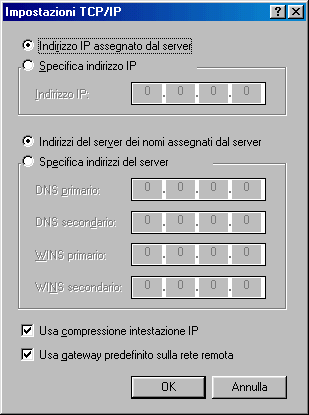 Impostazioni TCP/IP
Indirizzo IP assegnato dal server
Specifica indirizzo IP
Indirizzo IP: 0 . 0 . 0 . 0
Indirizzi del server dei nomi assegnati dal server
Specifica indirizzi del server
DNS primario: 0 . 0 . 0 . 0
DNS secondario: 0 . 0 . 0 . 0
WINS primario: 0 . 0 . 0 . 0
WINS secondario: 0 . 0 . 0 . 0
Usa compressione intestazione IP
Usa gateway predefinito sulla rete remota
OK Annulla